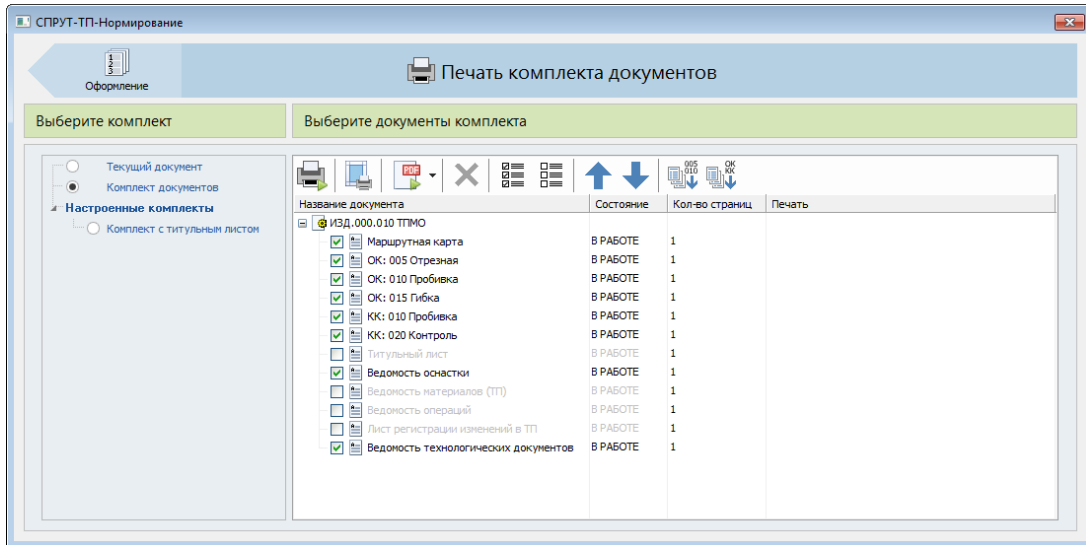 СПРУТ-ТП-Нормирование
1
2
3
Оформление
Печать комплекта документов
Выберите комплект
Выберите документы комплекта
Текущий документ
Комплект документов
Настроенные комплекты
Комплект с титульным листом
PDF
005
010
ОК
КК
Название документа Состояние Кол-во страниц Печать
ИЗД.000.010 ТПМО
Маршрутная карта В РАБОТЕ 1
ОК: 005 Отрезная В РАБОТЕ 1
ОК: 010 Пробивка В РАБОТЕ 1
ОК: 015 Гибка В РАБОТЕ 1
КК: 010 Пробивка В РАБОТЕ 1
КК: 020 Контроль В РАБОТЕ 1
Титульный лист В РАБОТЕ 1
Ведомость оснастки В РАБОТЕ 1
Ведомость материалов (ТП) В РАБОТЕ 1
Ведомость операций В РАБОТЕ 1
Лист регистрации изменений в ТП В РАБОТЕ 1
Ведомость технологических документов В РАБОТЕ 1